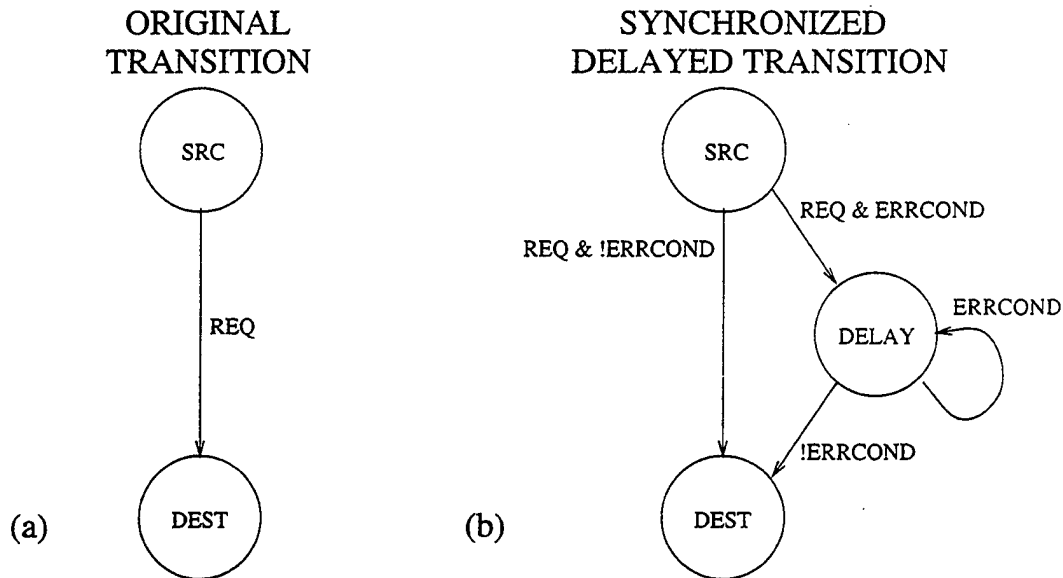 ORIGINAL
TRANSITION
SRC
REQ
DEST
(a)
SYNCHRONIZED
DELAYED TRANSITION
SRC
REQ & ERRCOND
REQ & !ERRCOND
ERRCOND
DELAY
!ERRCOND
DEST
(b)